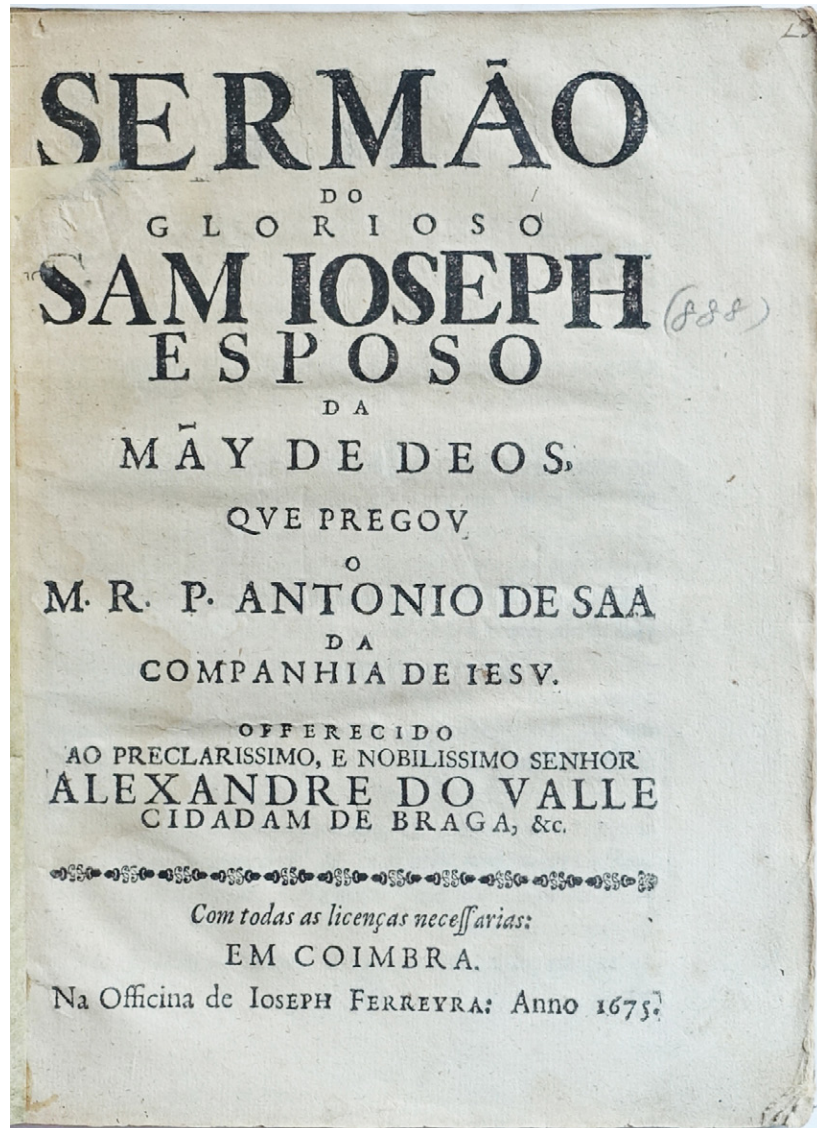 SERMÃO
DO
GLORIOSO
SAM IOSEPH
(888)
ESPOSO
DA
MÃY DE DEOS,
QVE PREGOV
O
M. R. P. ANTONIO DE SAA
DA
COMPANHIA DE IESV.
OFFERECIDO
AO PRECLARISSIMO, E NOBILISSIMO SENHOR
ALEXANDRE DO VALLE
CIDADAM DE BRAGA, &c.
Com todas as licenças neceſſarias:
EM COIMBRA.
Na Officina de IOSEPH FERREYRA: Anno 1675.